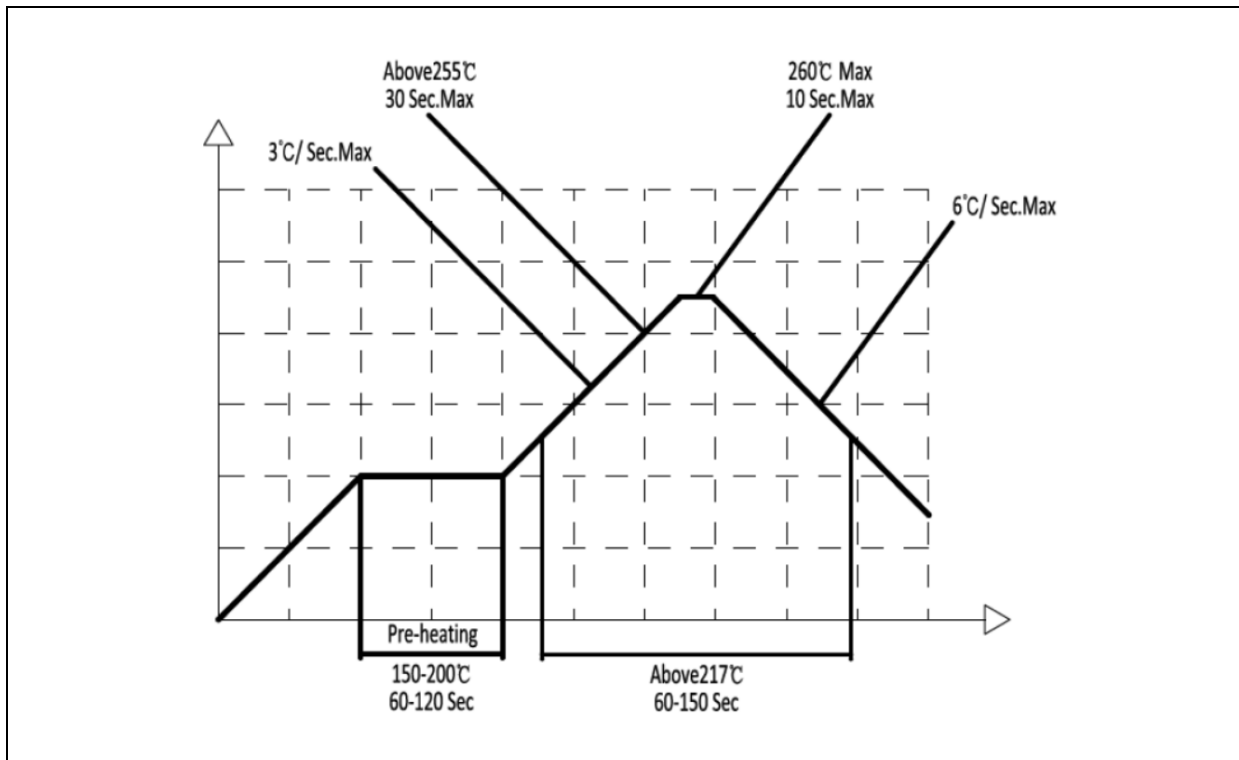 Above255℃
30 Sec.Max
260℃ Max
10 Sec.Max
3℃/ Sec.Max
6℃/ Sec.Max
Pre-heating
150-200℃
60-120 Sec
Above217℃
60-150 Sec